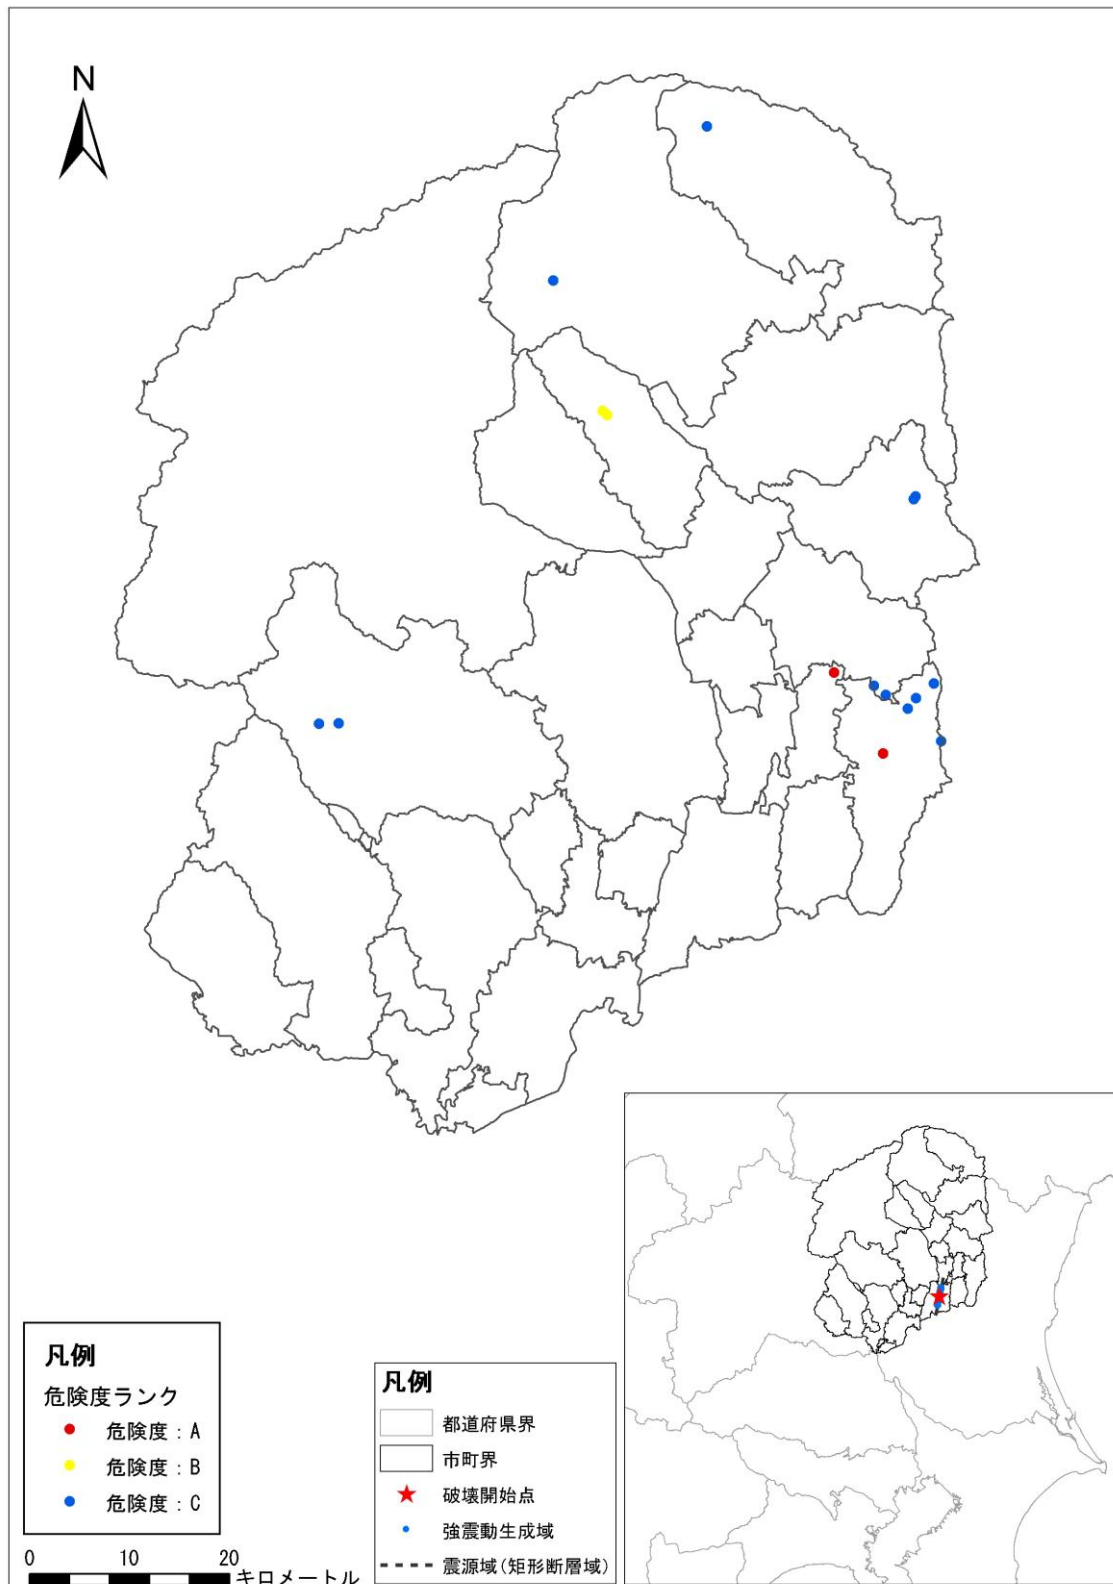 N
凡例
危険度ランク
危険度：A
危険度：B
危険度：C
0 10 20
キロメートル
凡例
都道府県界
市町界
破壊開始点
強震動生成域
震源域(矩形断層域)